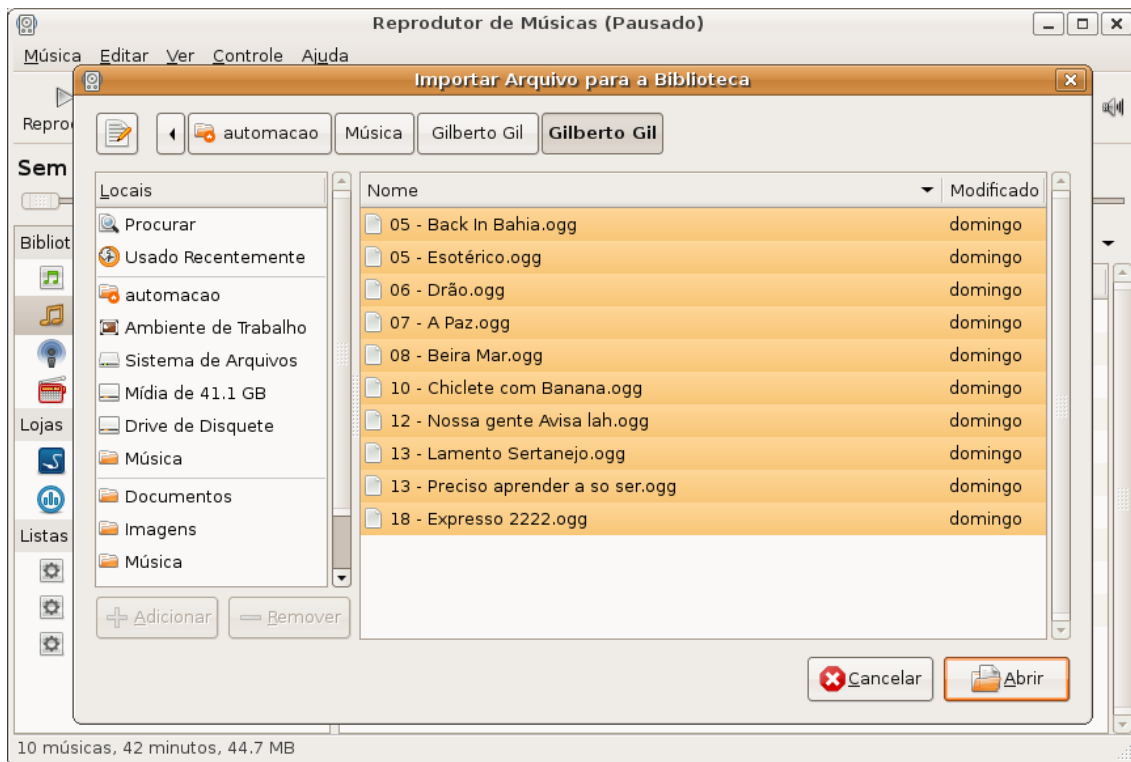 Reprodutor de Músicas (Pausado)
Música Editar Ver Controle Ajuda
Importar Arquivo para a Biblioteca
automacao Música Gilberto Gil Gilberto Gil
Sem
Locais
Procurar
Usado Recentemente
automacao
Ambiente de Trabalho
Sistema de Arquivos
Mídia de 41.1 GB
Drive de Disquete
Música
Documentos
Imagens
Música
Adicionar Remover
Nome Modificado
05 - Back In Bahia.ogg domingo
05 - Esotérico.ogg domingo
06 - Drão.ogg domingo
07 - A Paz.ogg domingo
08 - Beira Mar.ogg domingo
10 - Chiclete com Banana.ogg domingo
12 - Nossa gente Avisa lah.ogg domingo
13 - Lamento Sertanejo.ogg domingo
13 - Preciso aprender a so ser.ogg domingo
18 - Expresso 2222.ogg domingo
Cancelar Abrir
Lojas
Listas
10 músicas, 42 minutos, 44.7 MB